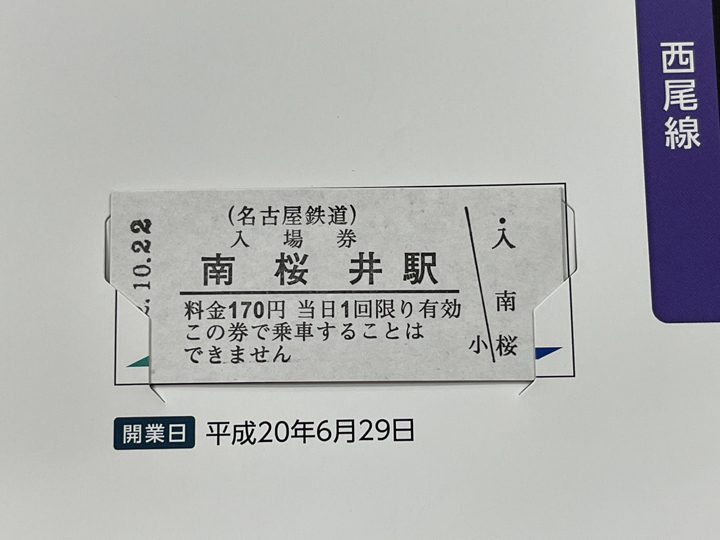 西尾線
. 10.22
(名古屋鉄道)
入場券
南桜井駅
料金170円 当日1回限り有効
この券で乗車することは
できません
入
南
小 桜
開業日 平成20年6月29日